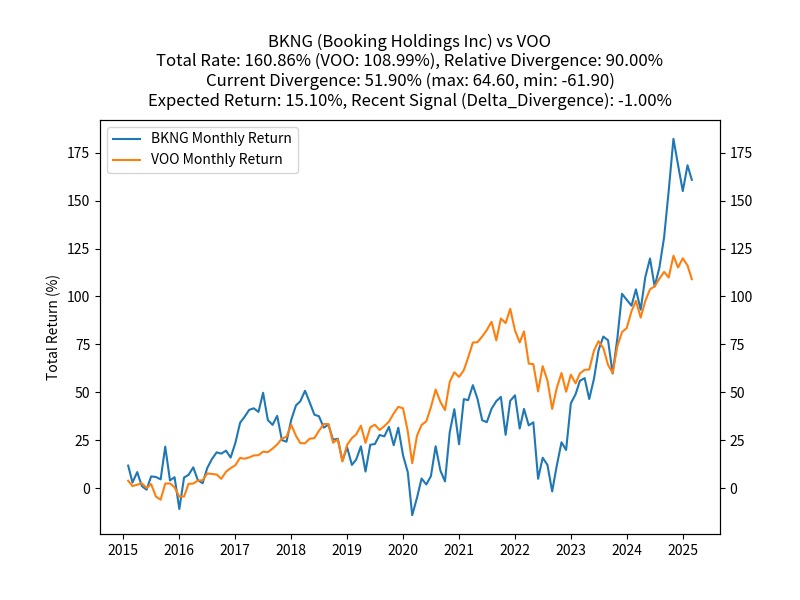 BKNG (Booking Holdings Inc) vs VOO
Total Rate: 160.86% (VOO: 108.99%), Relative Divergence: 90.00%
Current Divergence: 51.90% (max: 64.60, min: -61.90)
Expected Return: 15.10%, Recent Signal (Delta_Divergence): -1.00%
BKNG Monthly Return
VOO Monthly Return
Total Return (%)
175
150
125
100
75
50
25
0
175
150
125
100
75
50
25
0
2015 2016 2017 2018 2019 2020 2021 2022 2023 2024 2025